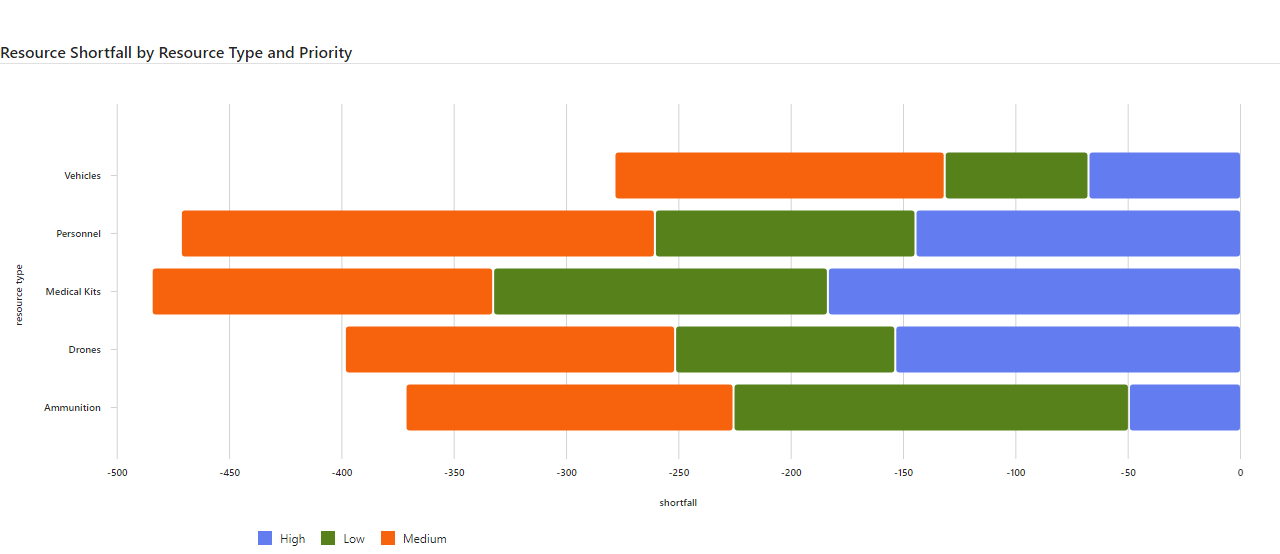 Resource Shortfall by Resource Type and Priority
Vehicles
Personnel
Medical Kits
Drones
Ammunition
resource type
-500 -450 -400 -350 -300 -250 -200 -150 -100 -50 0
shortfall
High Low Medium